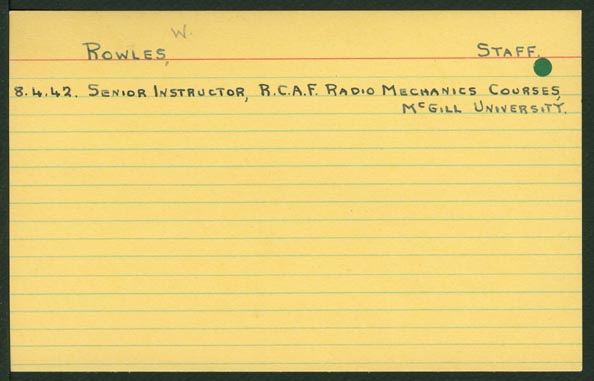 Rowles, W. Staff.
8.4.42. Senior Instructor, R.C.A.F. Radio Mechanics Courses,
McGill University.